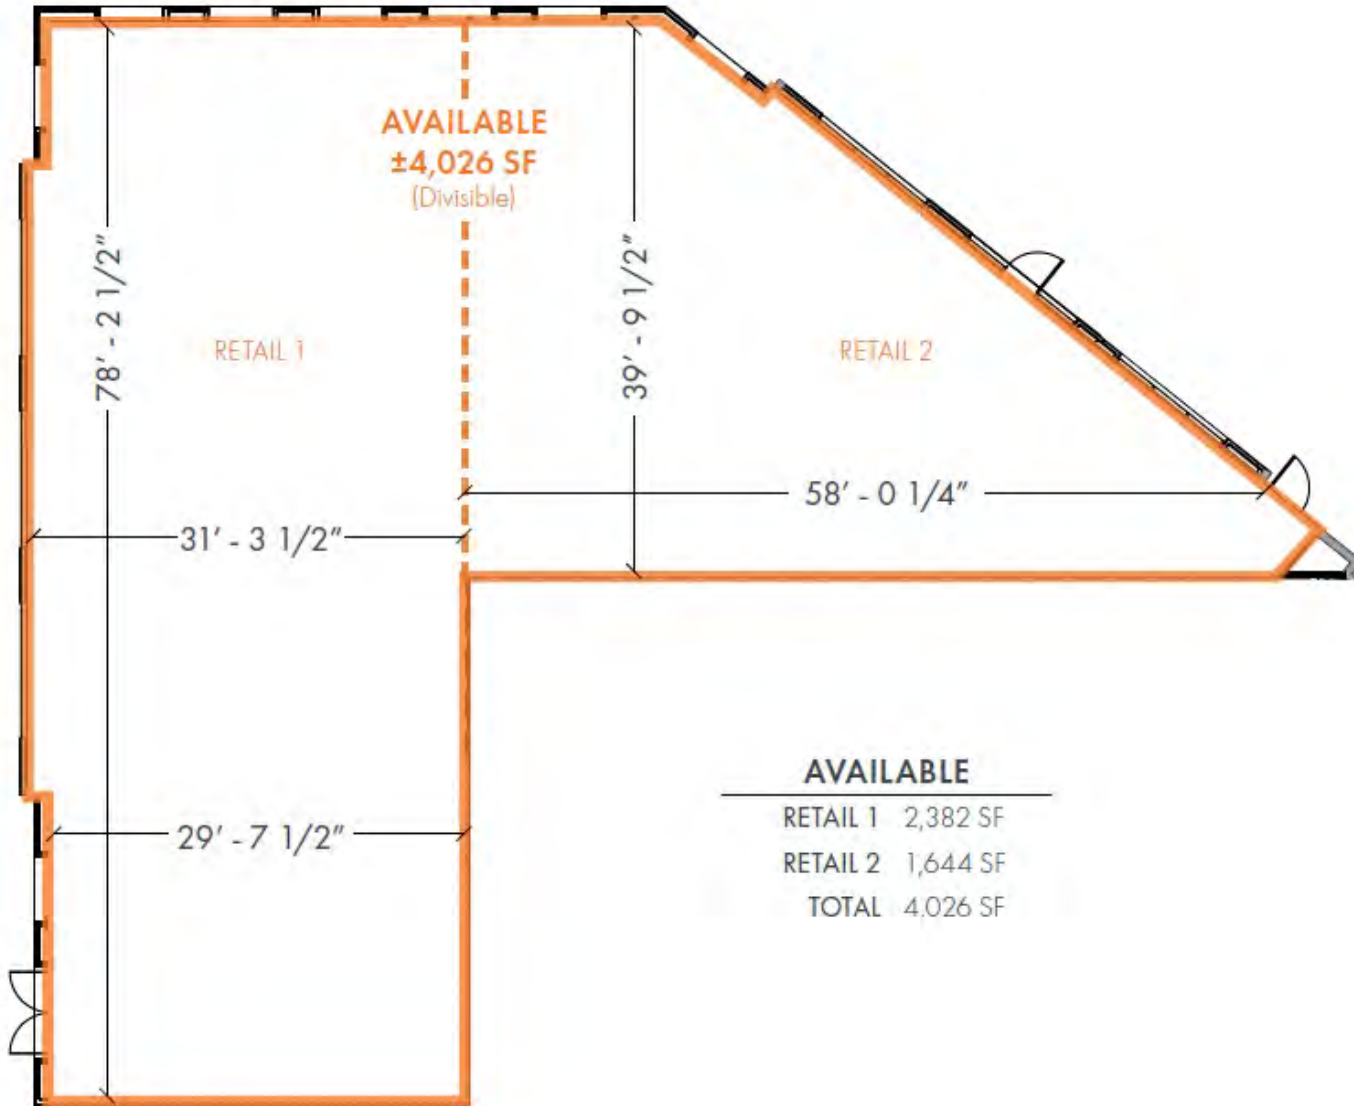 AVAILABLE
±4,026 SF
(Divisible)
78' - 2 1/2"
39' - 9 1/2"
RETAIL 1
RETAIL 2
58' - 0 1/4"
31' - 3 1/2"
29' - 7 1/2"
AVAILABLE
RETAIL 1 2,382 SF
RETAIL 2 1,644 SF
TOTAL 4.026 SF